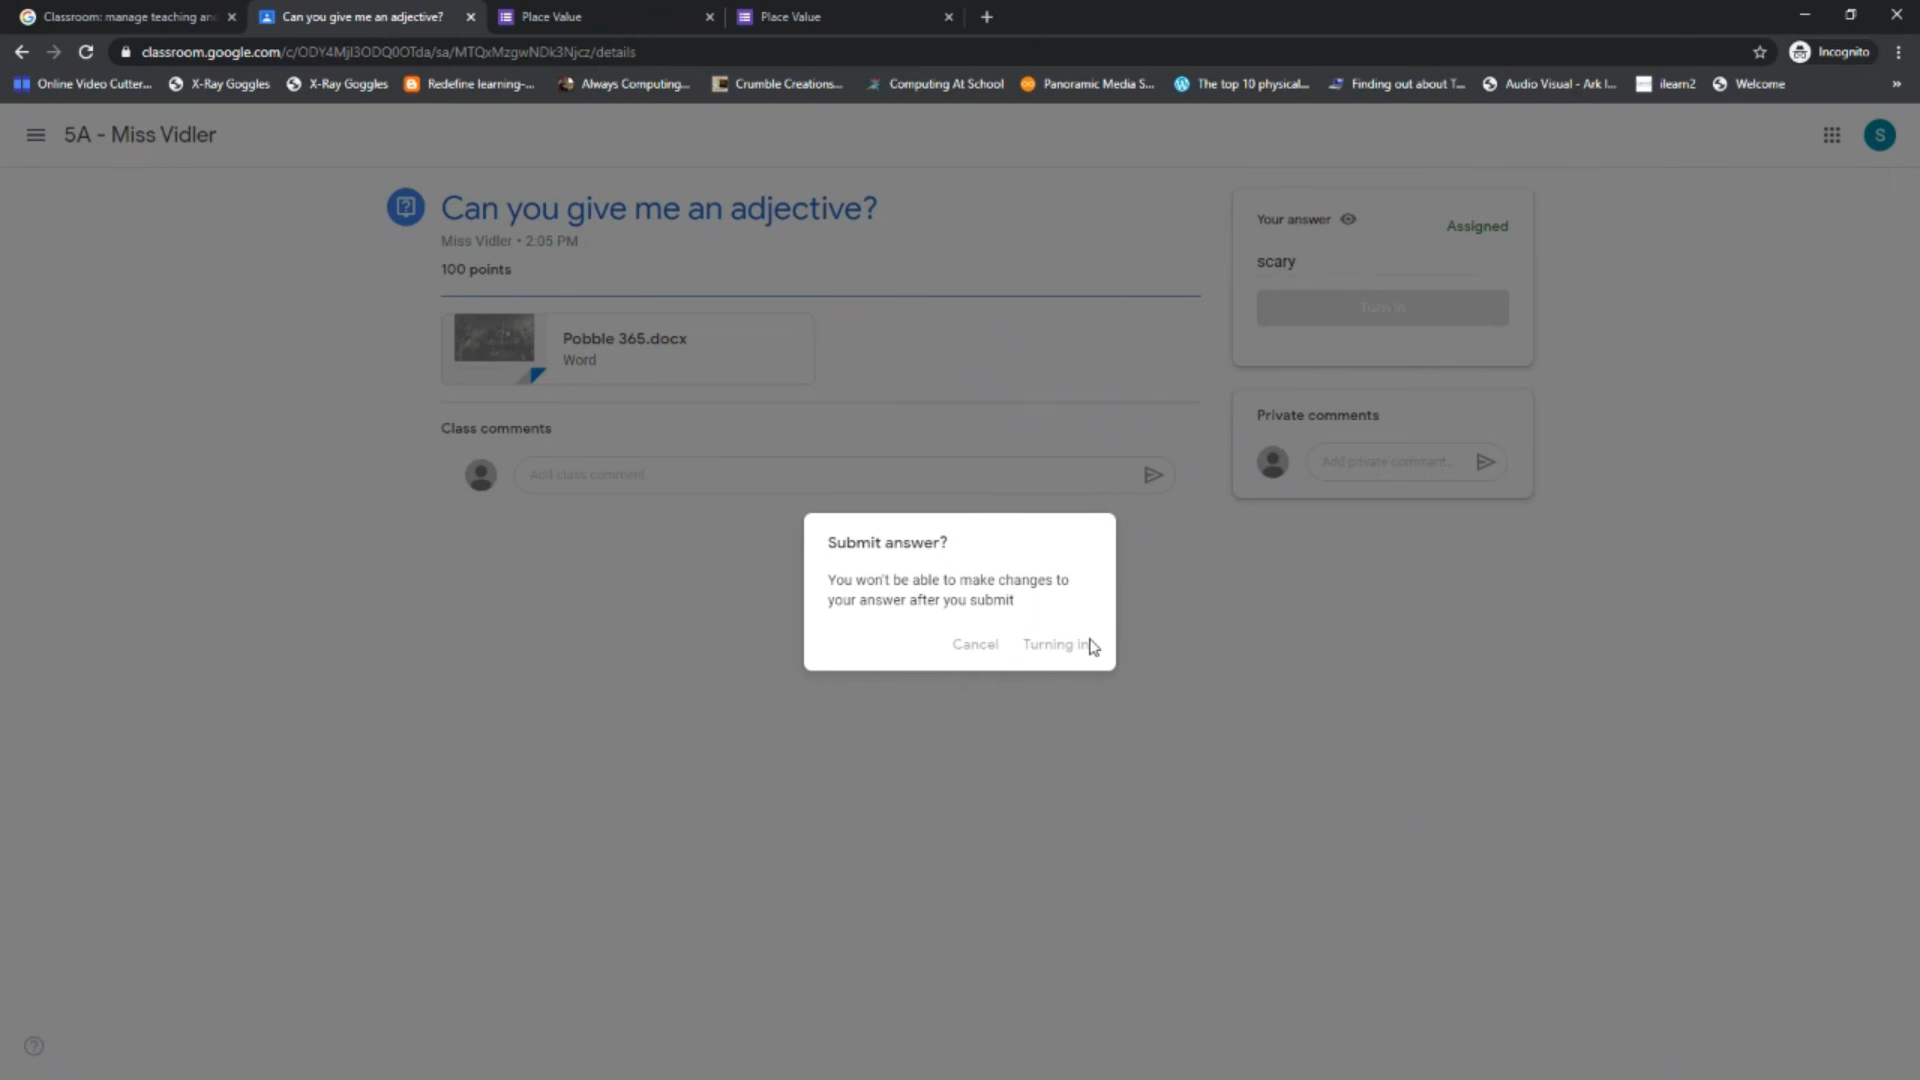 Classroom: manage teaching and
Can you give me an adjective?
Place Value
Place Value
classroom.google.com/c/ODY4MjI3ODQ0OTda/sa/MTQxMzgwNDk3Njcz/details
Incognito
Online Video Cutter...
X-Ray Goggles
X-Ray Goggles
Redefine learning-...
Always Computing...
Crumble Creations...
Computing At School
Panoramic Media S...
The top 10 physical...
Finding out about T...
Audio Visual - Ark I...
ilearn2
Welcome
»
5A - Miss Vidler
S
Can you give me an adjective?
Miss Vidler • 2:05 PM
100 points
Pobble 365.docx
Word
Class comments
Add class comment...
Your answer
Assigned
scary
Turn in
Private comments
Add private comment...
Submit answer?
You won't be able to make changes to
your answer after you submit
Cancel
Turning in